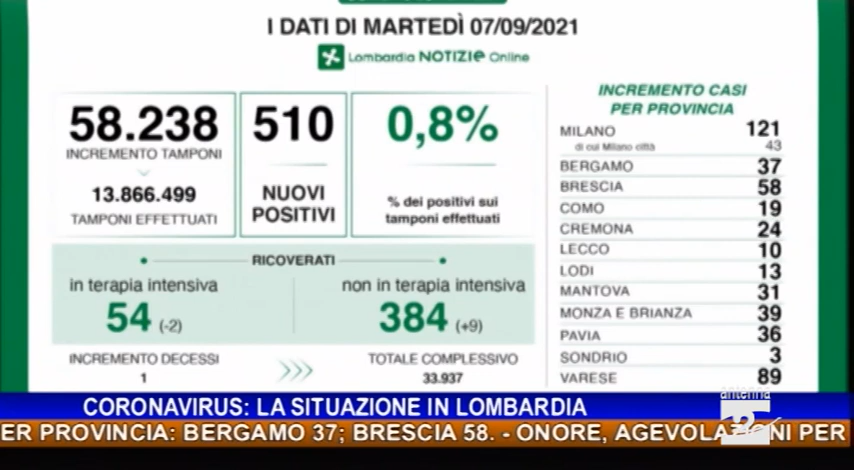 I DATI DI MARTEDÌ 07/09/2021
Lombardia NOTIZIE Online
58.238
INCREMENTO TAMPONI
13.866.499
TAMPONI EFFETTUATI
510
NUOVI
POSITIVI
0,8%
% dei positivi sui
tamponi effettuati
RICOVERATI
in terapia intensiva
54 (-2)
non in terapia intensiva
384 (+9)
INCREMENTO DECESSI
1
TOTALE COMPLESSIVO
33.937
INCREMENTO CASI
PER PROVINCIA
MILANO 121
di cui Milano città 43
BERGAMO 37
BRESCIA 58
COMO 19
CREMONA 24
LECCO 10
LODI 13
MANTOVA 31
MONZA E BRIANZA 39
PAVIA 36
SONDRIO 3
VARESE 89
CORONAVIRUS: LA SITUAZIONE IN LOMBARDIA
antenna
2
ER PROVINCIA: BERGAMO 37; BRESCIA 58. - ONORE, AGEVOLAZIONI PER